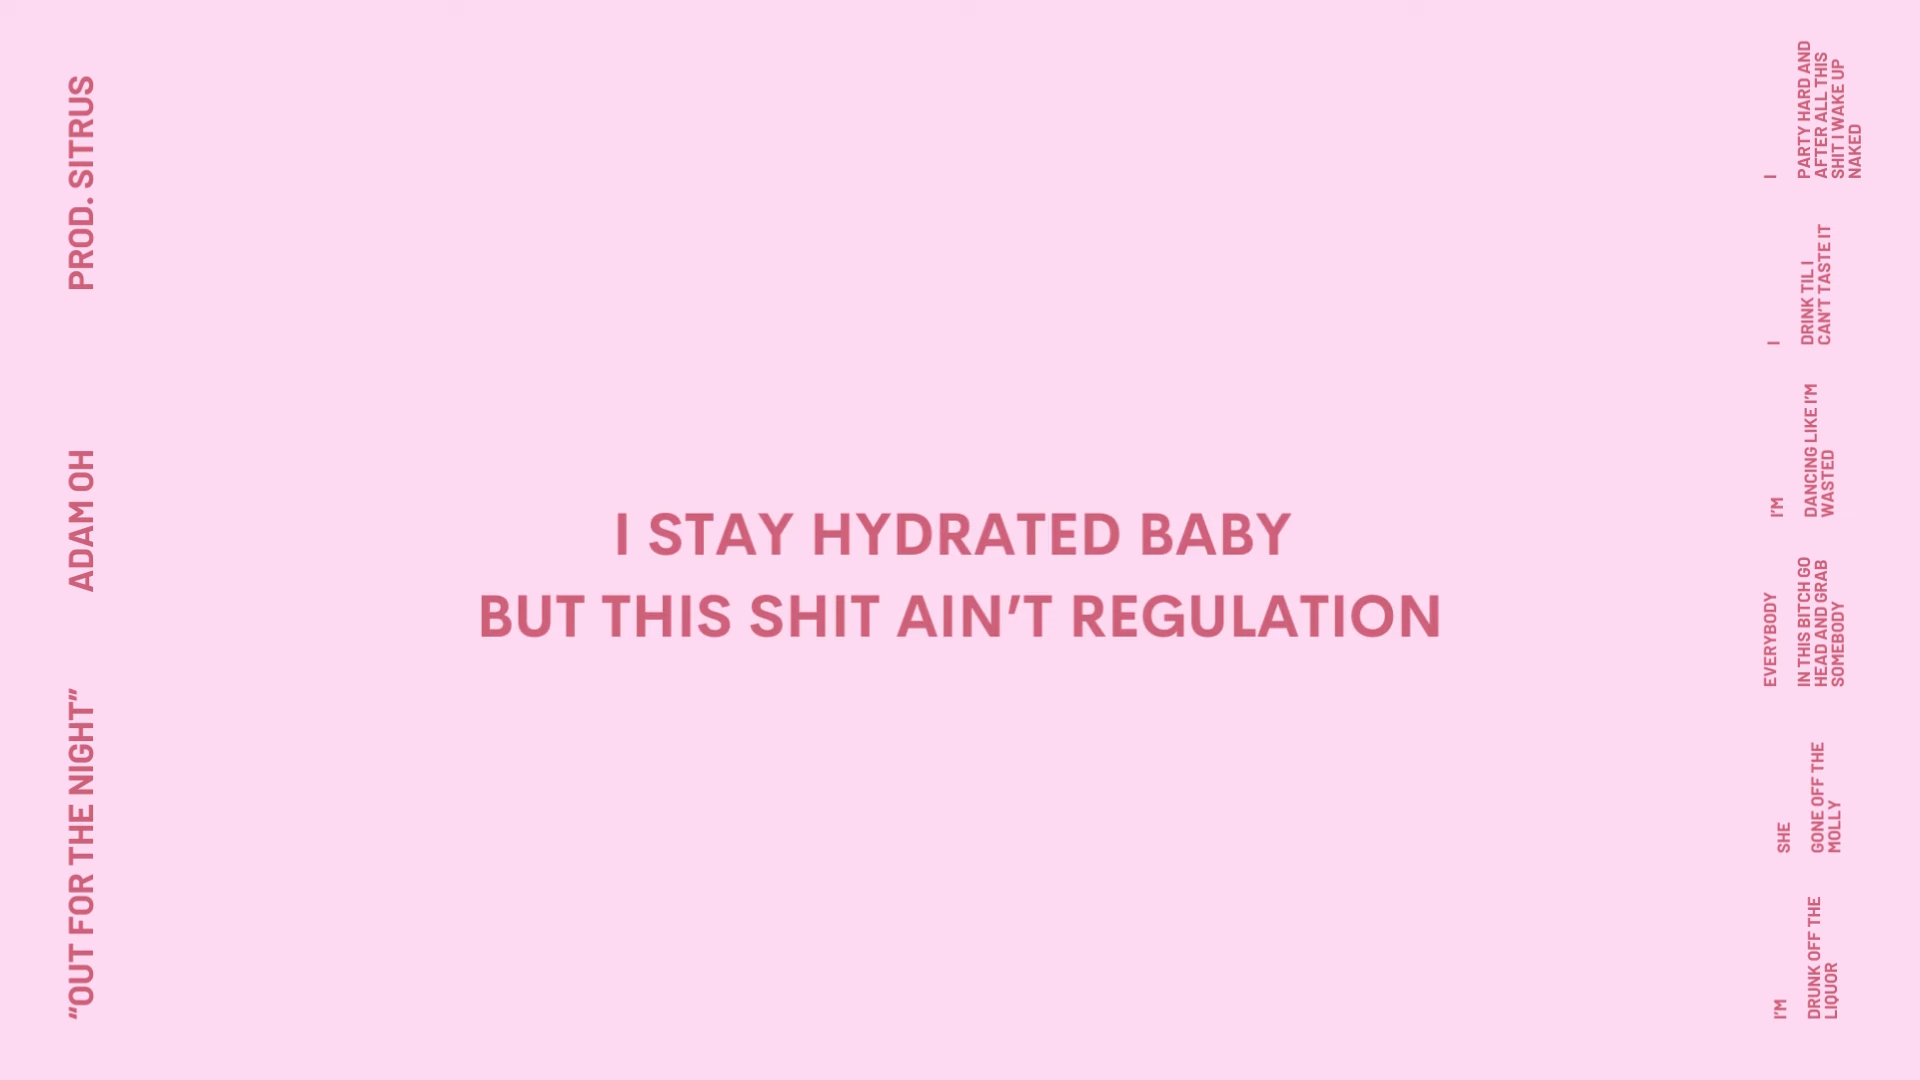 “OUT FOR THE NIGHT”
ADAM OH
PROD. SITRUS
I STAY HYDRATED BABY
BUT THIS SHIT AIN’T REGULATION
I’M
DRUNK OFF THE
LIQUOR
SHE
GONE OFF THE
MOLLY
EVERYBODY
IN THIS BITCH GO
HEAD AND GRAB
SOMEBODY
I’M
DANCING LIKE I’M
WASTED
I
DRINK TIL I
CAN’T TASTE IT
I
PARTY HARD AND
AFTER ALL THIS
SHIT I WAKE UP
NAKED